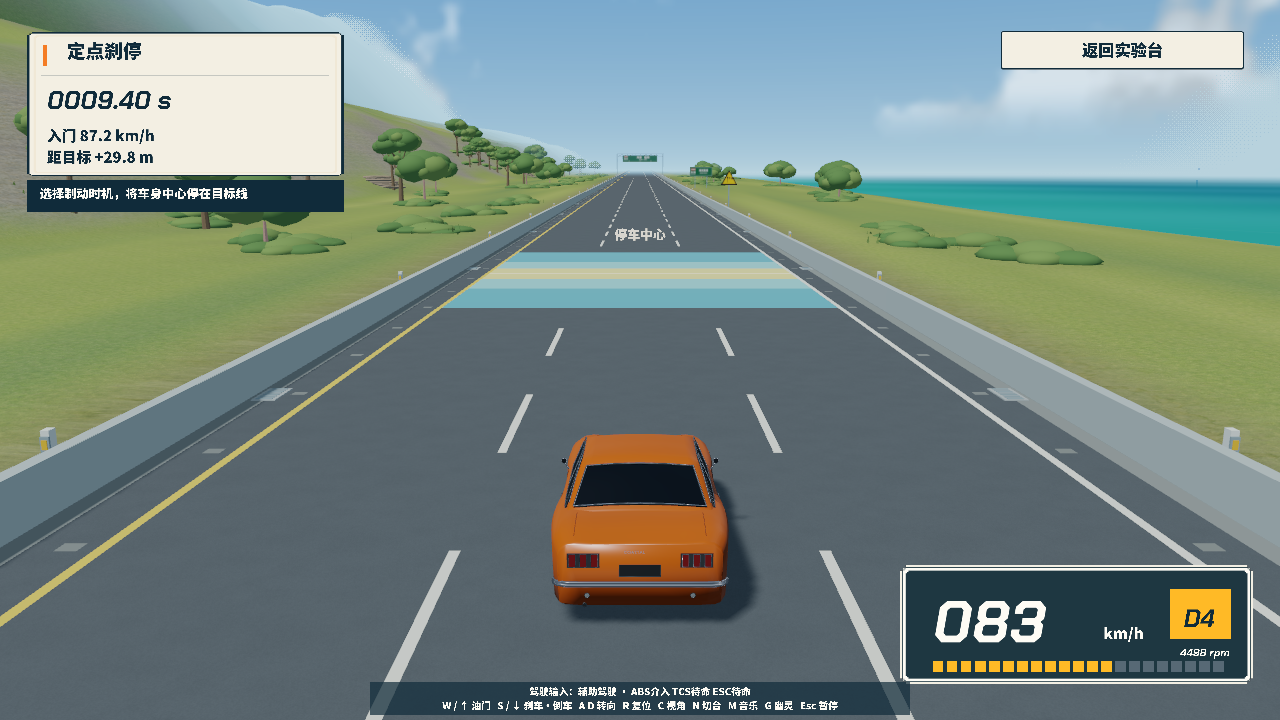 定点刹停
0009.40 s
入门 87.2 km/h
距目标 +29.8 m
选择制动时机，将车身中心停在目标线
返回实验台
停车中心
083 km/h
D4
4488 rpm
驾驶输入：辅助驾驶 · ABS介入 TCS待命 ESC待命
W / ↑ 油门 S / ↓ 刹车·倒车 A D 转向 R 复位 C 视角 N 切台 M 音乐 G 幽灵 Esc 暂停